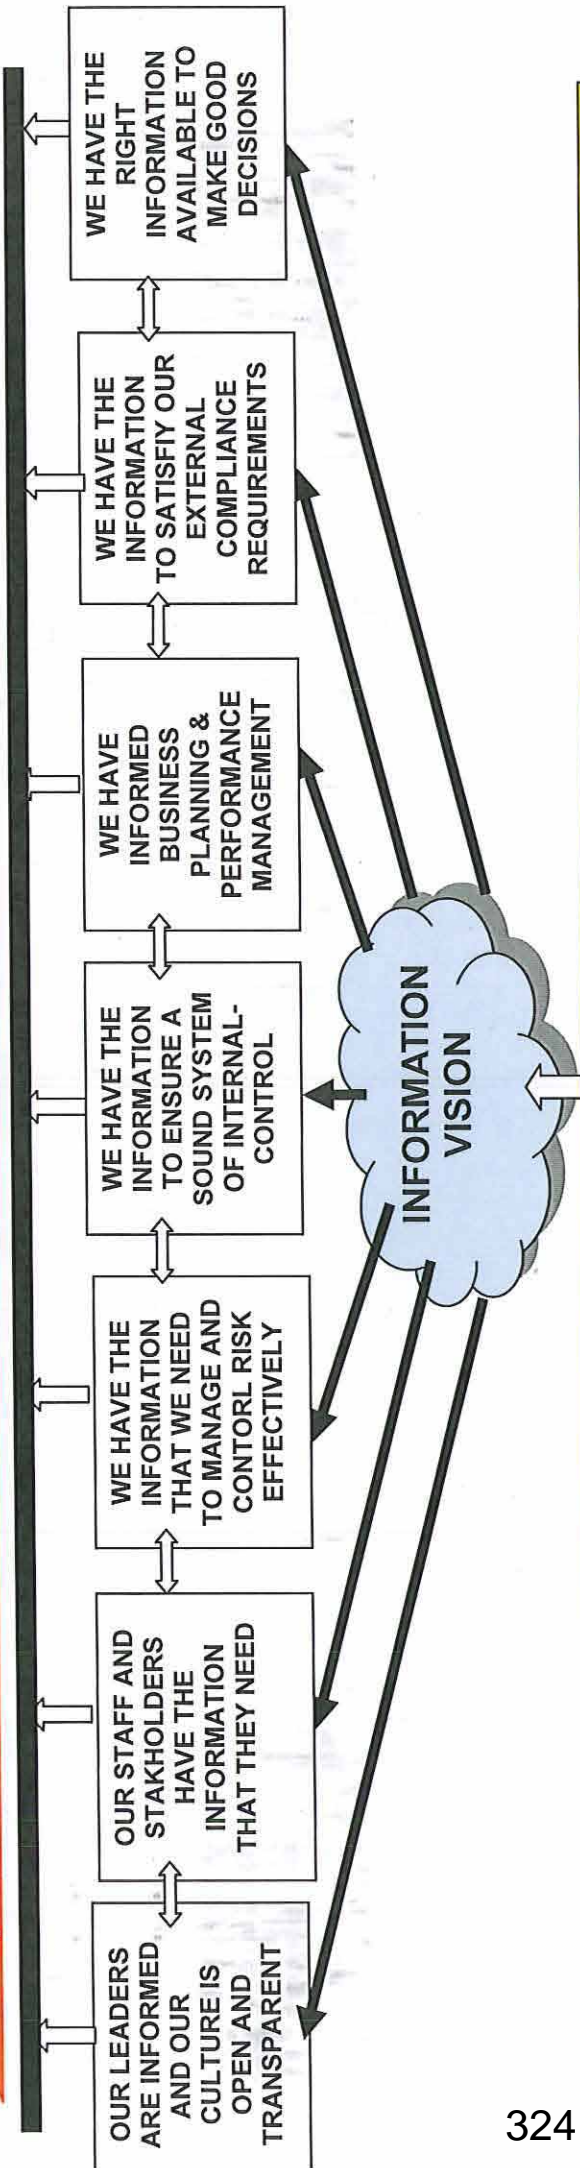 OUR LEADERS
ARE INFORMED
AND OUR
CULTURE IS
OPEN AND
TRANSPARENT
OUR STAFF AND
STAKHOLDERS
HAVE THE
INFORMATION
THAT THEY NEED
WE HAVE THE
INFORMATION
THAT WE NEED
TO MANAGE AND
CONTORL RISK
EFFECTIVELY
WE HAVE THE
INFORMATION
TO ENSURE A
SOUND SYSTEM
OF INTERNAL-
CONTROL
WE HAVE
INFORMED
BUSINESS
PLANNING &
PERFORMANCE
MANAGEMENT
WE HAVE THE
INFORMATION
TO SATISFIY OUR
EXTERNAL
COMPLIANCE
REQUIREMENTS
WE HAVE THE
RIGHT
INFORMATION
AVAILABLE TO
MAKE GOOD
DECISIONS
INFORMATION
VISION
324